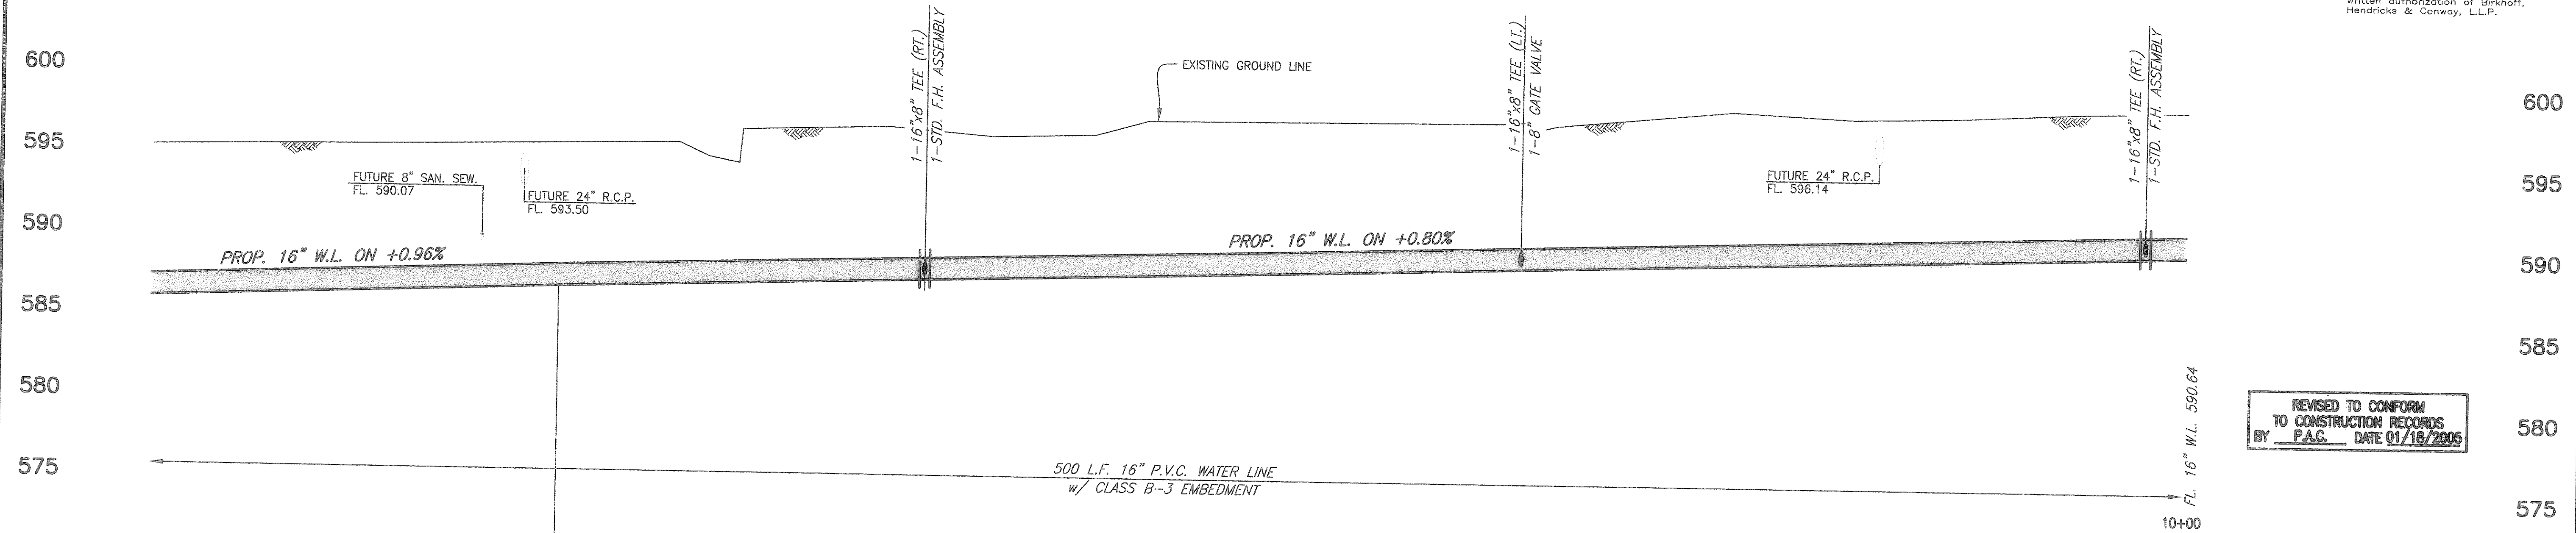 written authorization of Birkhoff,
Hendricks & Conway, L.L.P.
600
595
590
585
580
575
EXISTING GROUND LINE
1-16"x8" TEE (RT.)
1-STD. F.H. ASSEMBLY
1-16"x8" TEE (LT.)
1-8" GATE VALVE
1-16"x8" TEE (RT.)
1-STD. F.H. ASSEMBLY
FUTURE 8" SAN. SEW.
FL. 590.07
FUTURE 24" R.C.P.
FL. 593.50
FUTURE 24" R.C.P.
FL. 596.14
PROP. 16" W.L. ON +0.96%
PROP. 16" W.L. ON +0.80%
500 L.F. 16" P.V.C. WATER LINE
w/ CLASS B-3 EMBEDMENT
FL. 16" W.L. 590.64
10+00
600
595
590
585
580
575
REVISED TO CONFORM
TO CONSTRUCTION RECORDS
BY P.A.C. DATE 01/18/2005